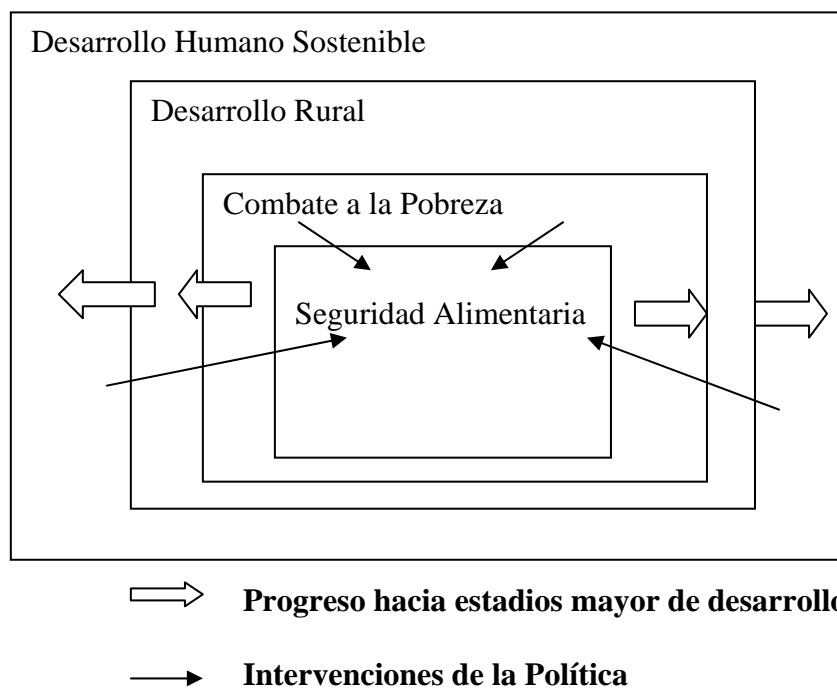 Desarrollo Humano Sostenible
Desarrollo Rural
Combate a la Pobreza
Seguridad Alimentaria
Progreso hacia estadios mayor de desarrollo
Intervenciones de la Política